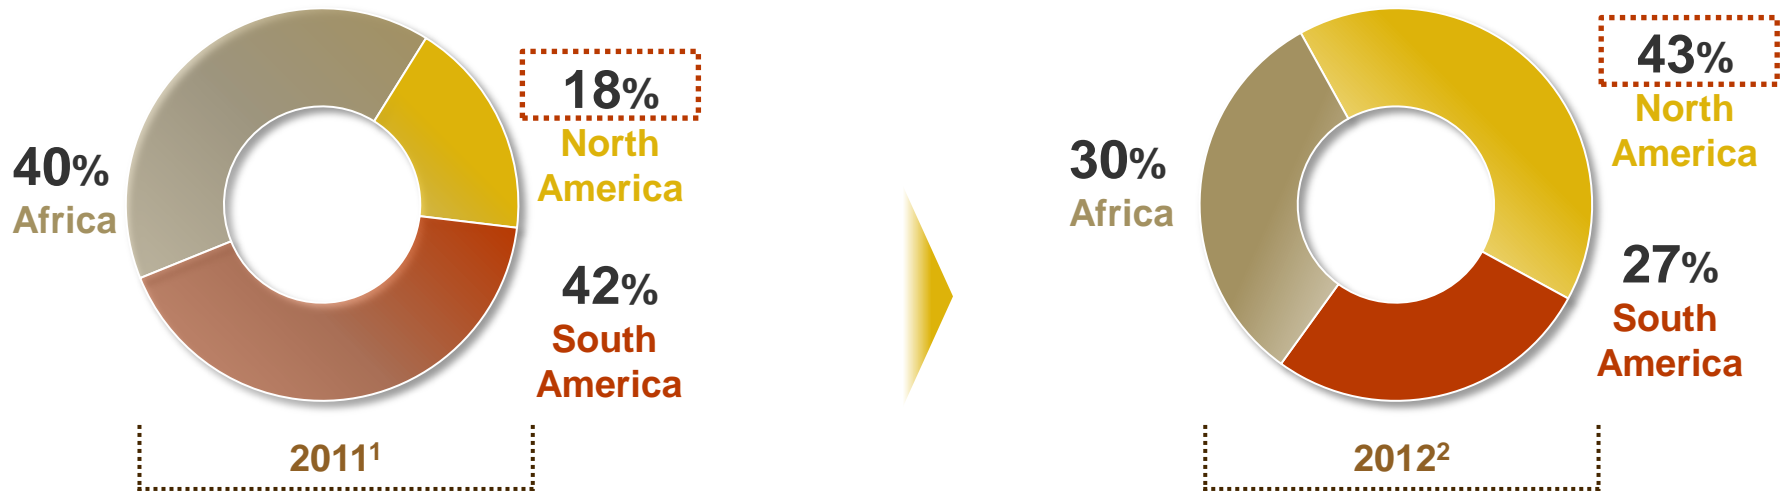 40%
Africa
18%
North
America
42%
South
America
2011¹
30%
Africa
43%
North
America
27%
South
America
2012²